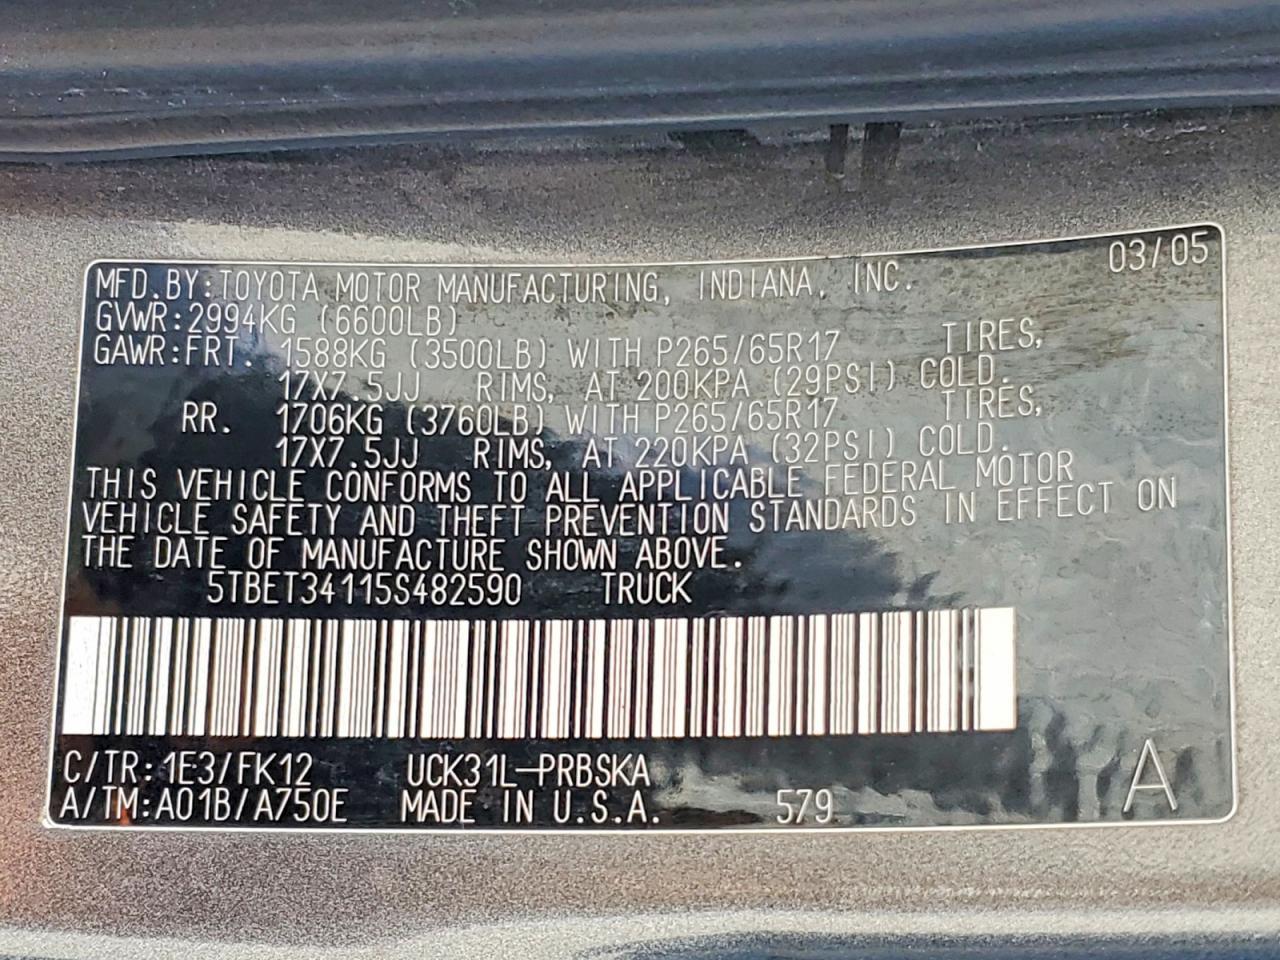 03/05
MFD.BY:TOYOTA MOTOR MANUFACTURING, INDIANA, INC.
GVWR:2994KG (6600LB)
GAWR:FRT. 1588KG (3500LB) WITH P265/65R17 TIRES,
17X7.5JJ RIMS, AT 200KPA (29PSI) COLD.
RR. 1706KG (3760LB) WITH P265/65R17 TIRES,
17X7.5JJ RIMS, AT 220KPA (32PSI) COLD.
THIS VEHICLE CONFORMS TO ALL APPLICABLE FEDERAL MOTOR
VEHICLE SAFETY AND THEFT PREVENTION STANDARDS IN EFFECT ON
THE DATE OF MANUFACTURE SHOWN ABOVE.
5TBET34115S482590 TRUCK
C/TR:1E3/FK12 UCK31L-PRBSKA
A/TM:A01B/A750E MADE IN U.S.A. 579 A